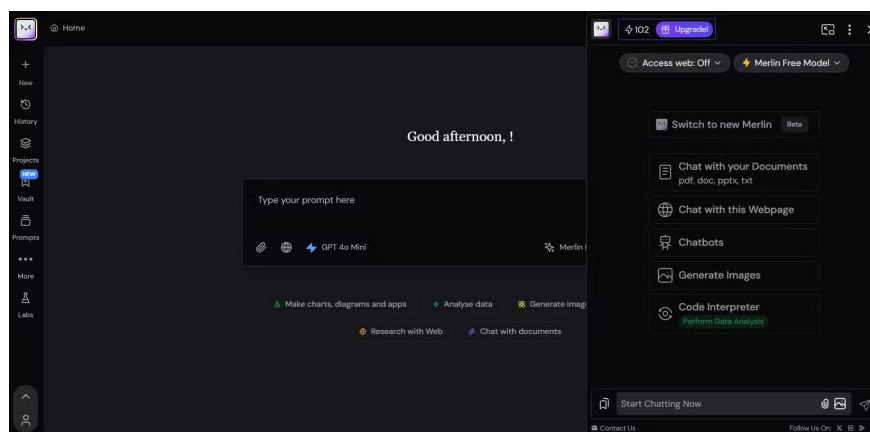 Home
New
History
Projects
NEW
Vault
Prompts
More
Labs
Good afternoon, !
Type your prompt here
GPT 4o Mini
Merlin
Make charts, diagrams and apps
Analyse data
Generate imag
Research with Web
Chat with documents
102 Upgrade!
Access web: Off
Merlin Free Model
Switch to new Merlin Beta
Chat with your Documents
pdf, doc, pptx, txt
Chat with this Webpage
Chatbots
Generate Images
Code Interpreter
Perform Data Analysis
Start Chatting Now
Contact Us
Follow Us On: